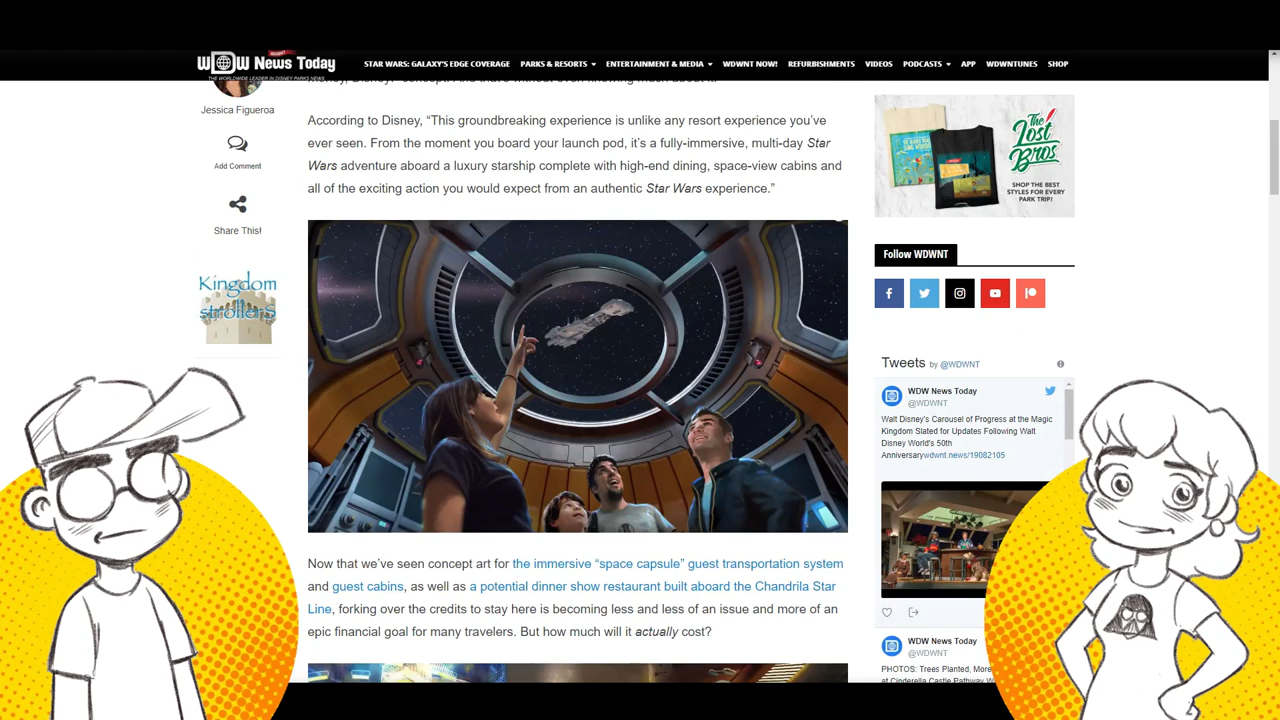 WDW News Today
THE WORLDWIDE LEADER IN DISNEY PARKS NEWS
STAR WARS: GALAXY'S EDGE COVERAGE
PARKS & RESORTS
ENTERTAINMENT & MEDIA
WDWNT NOW!
REFURBISHMENTS
VIDEOS
PODCASTS
APP
WDWNTUNES
SHOP
Jessica Figueroa
Add Comment
Share This!
Kingdom
strollers
According to Disney, “This groundbreaking experience is unlike any resort experience you’ve
ever seen. From the moment you board your launch pod, it’s a fully-immersive, multi-day Star
Wars adventure aboard a luxury starship complete with high-end dining, space-view cabins and
all of the exciting action you would expect from an authentic Star Wars experience.”
Now that we’ve seen concept art for the immersive “space capsule” guest transportation system
and guest cabins, as well as a potential dinner show restaurant built aboard the Chandrila Star
Line, forking over the credits to stay here is becoming less and less of an issue and more of an
epic financial goal for many travelers. But how much will it actually cost?
The
Lost
Bros
SHOP THE BEST
STYLES FOR EVERY
PARK TRIP!
Follow WDWNT
Tweets by @WDWNT
WDW News Today
@WDWNT
Walt Disney's Carousel of Progress at the Magic
Kingdom Slated for Updates Following Walt
Disney World's 50th
Anniversarywdwnt.news/19082105
WDW News Today
@WDWNT
PHOTOS: Trees Planted, More
at Cinderella Castle Pathway W